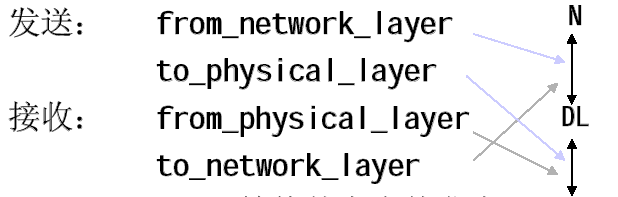 发送： from_network_layer N
to_physical_layer
接收： from_physical_layer DL
to_network_layer